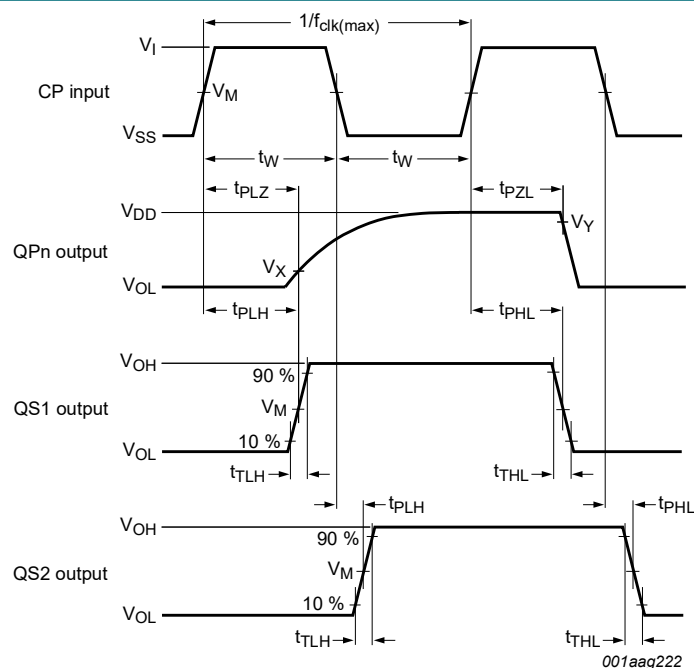 1/fclk(max)
VI
CP input
VM
VSS
tW tW
tPLZ tPZL
VDD
VY
QPn output
VX
VOL
tPLH tPHL
VOH
90 %
QS1 output
VM
10 %
VOL
tTLH tTHL
tPLH tPHL
VOH
90 %
QS2 output
VM
10 %
VOL
tTLH tTHL
001aag222